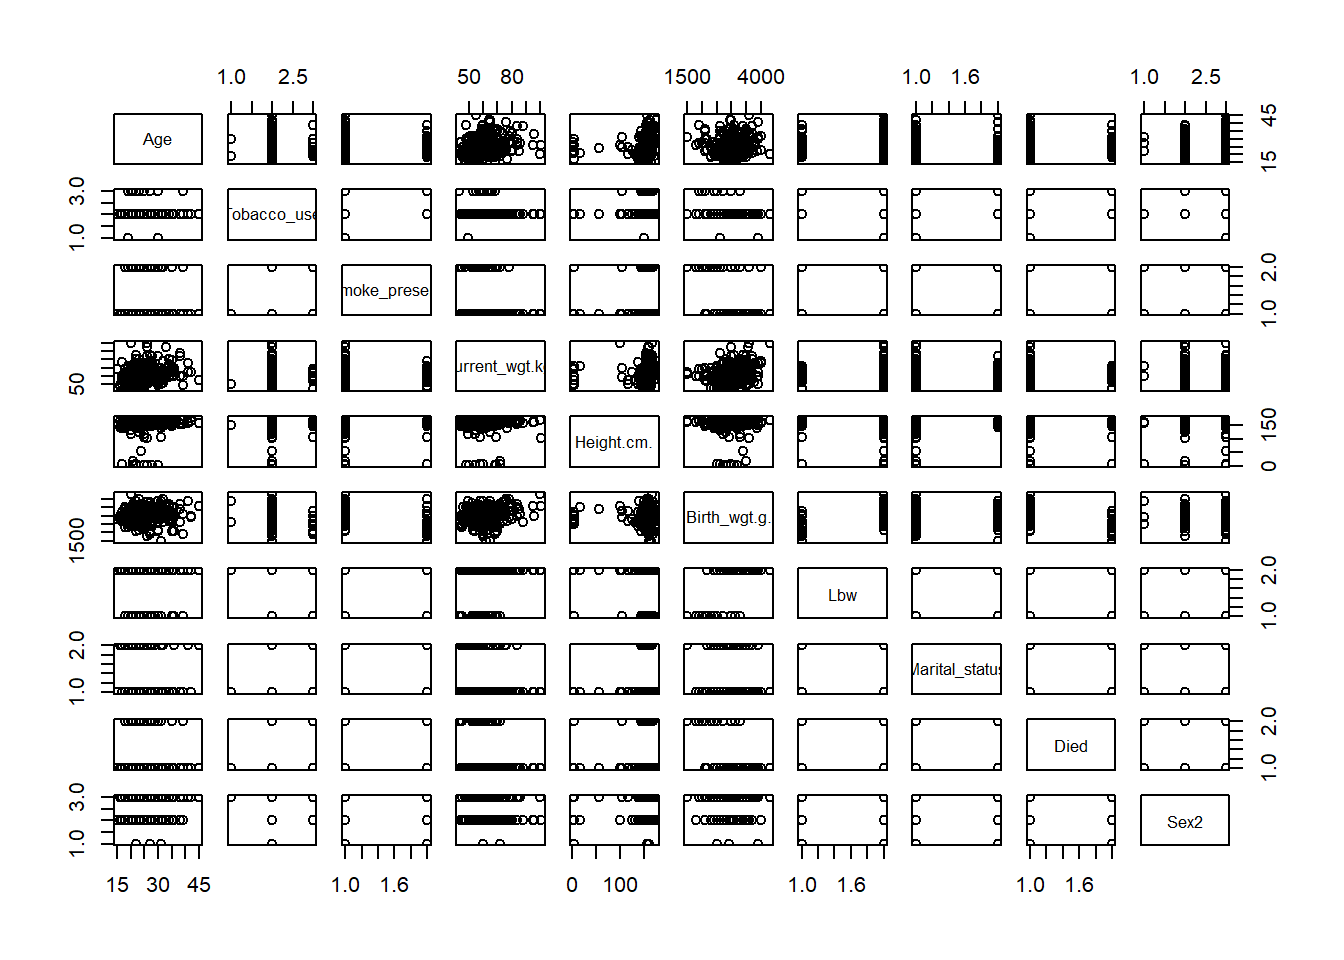 1.0 2.5 50 80 1500 4000 1.0 1.6 1.0 2.5
Age 15 45
1.0 3.0 Tobacco_use
moke_prese 1.0 2.0
50 urrent_wgt.k
Height.cm. 0 150
1500 Birth_wgt.g.
Lbw 1.0 2.0
1.0 2.0 Marital_status
Died 1.0 2.0
1.0 3.0 Sex2
15 30 45 1.0 1.6 0 100 1.0 1.6 1.0 1.6